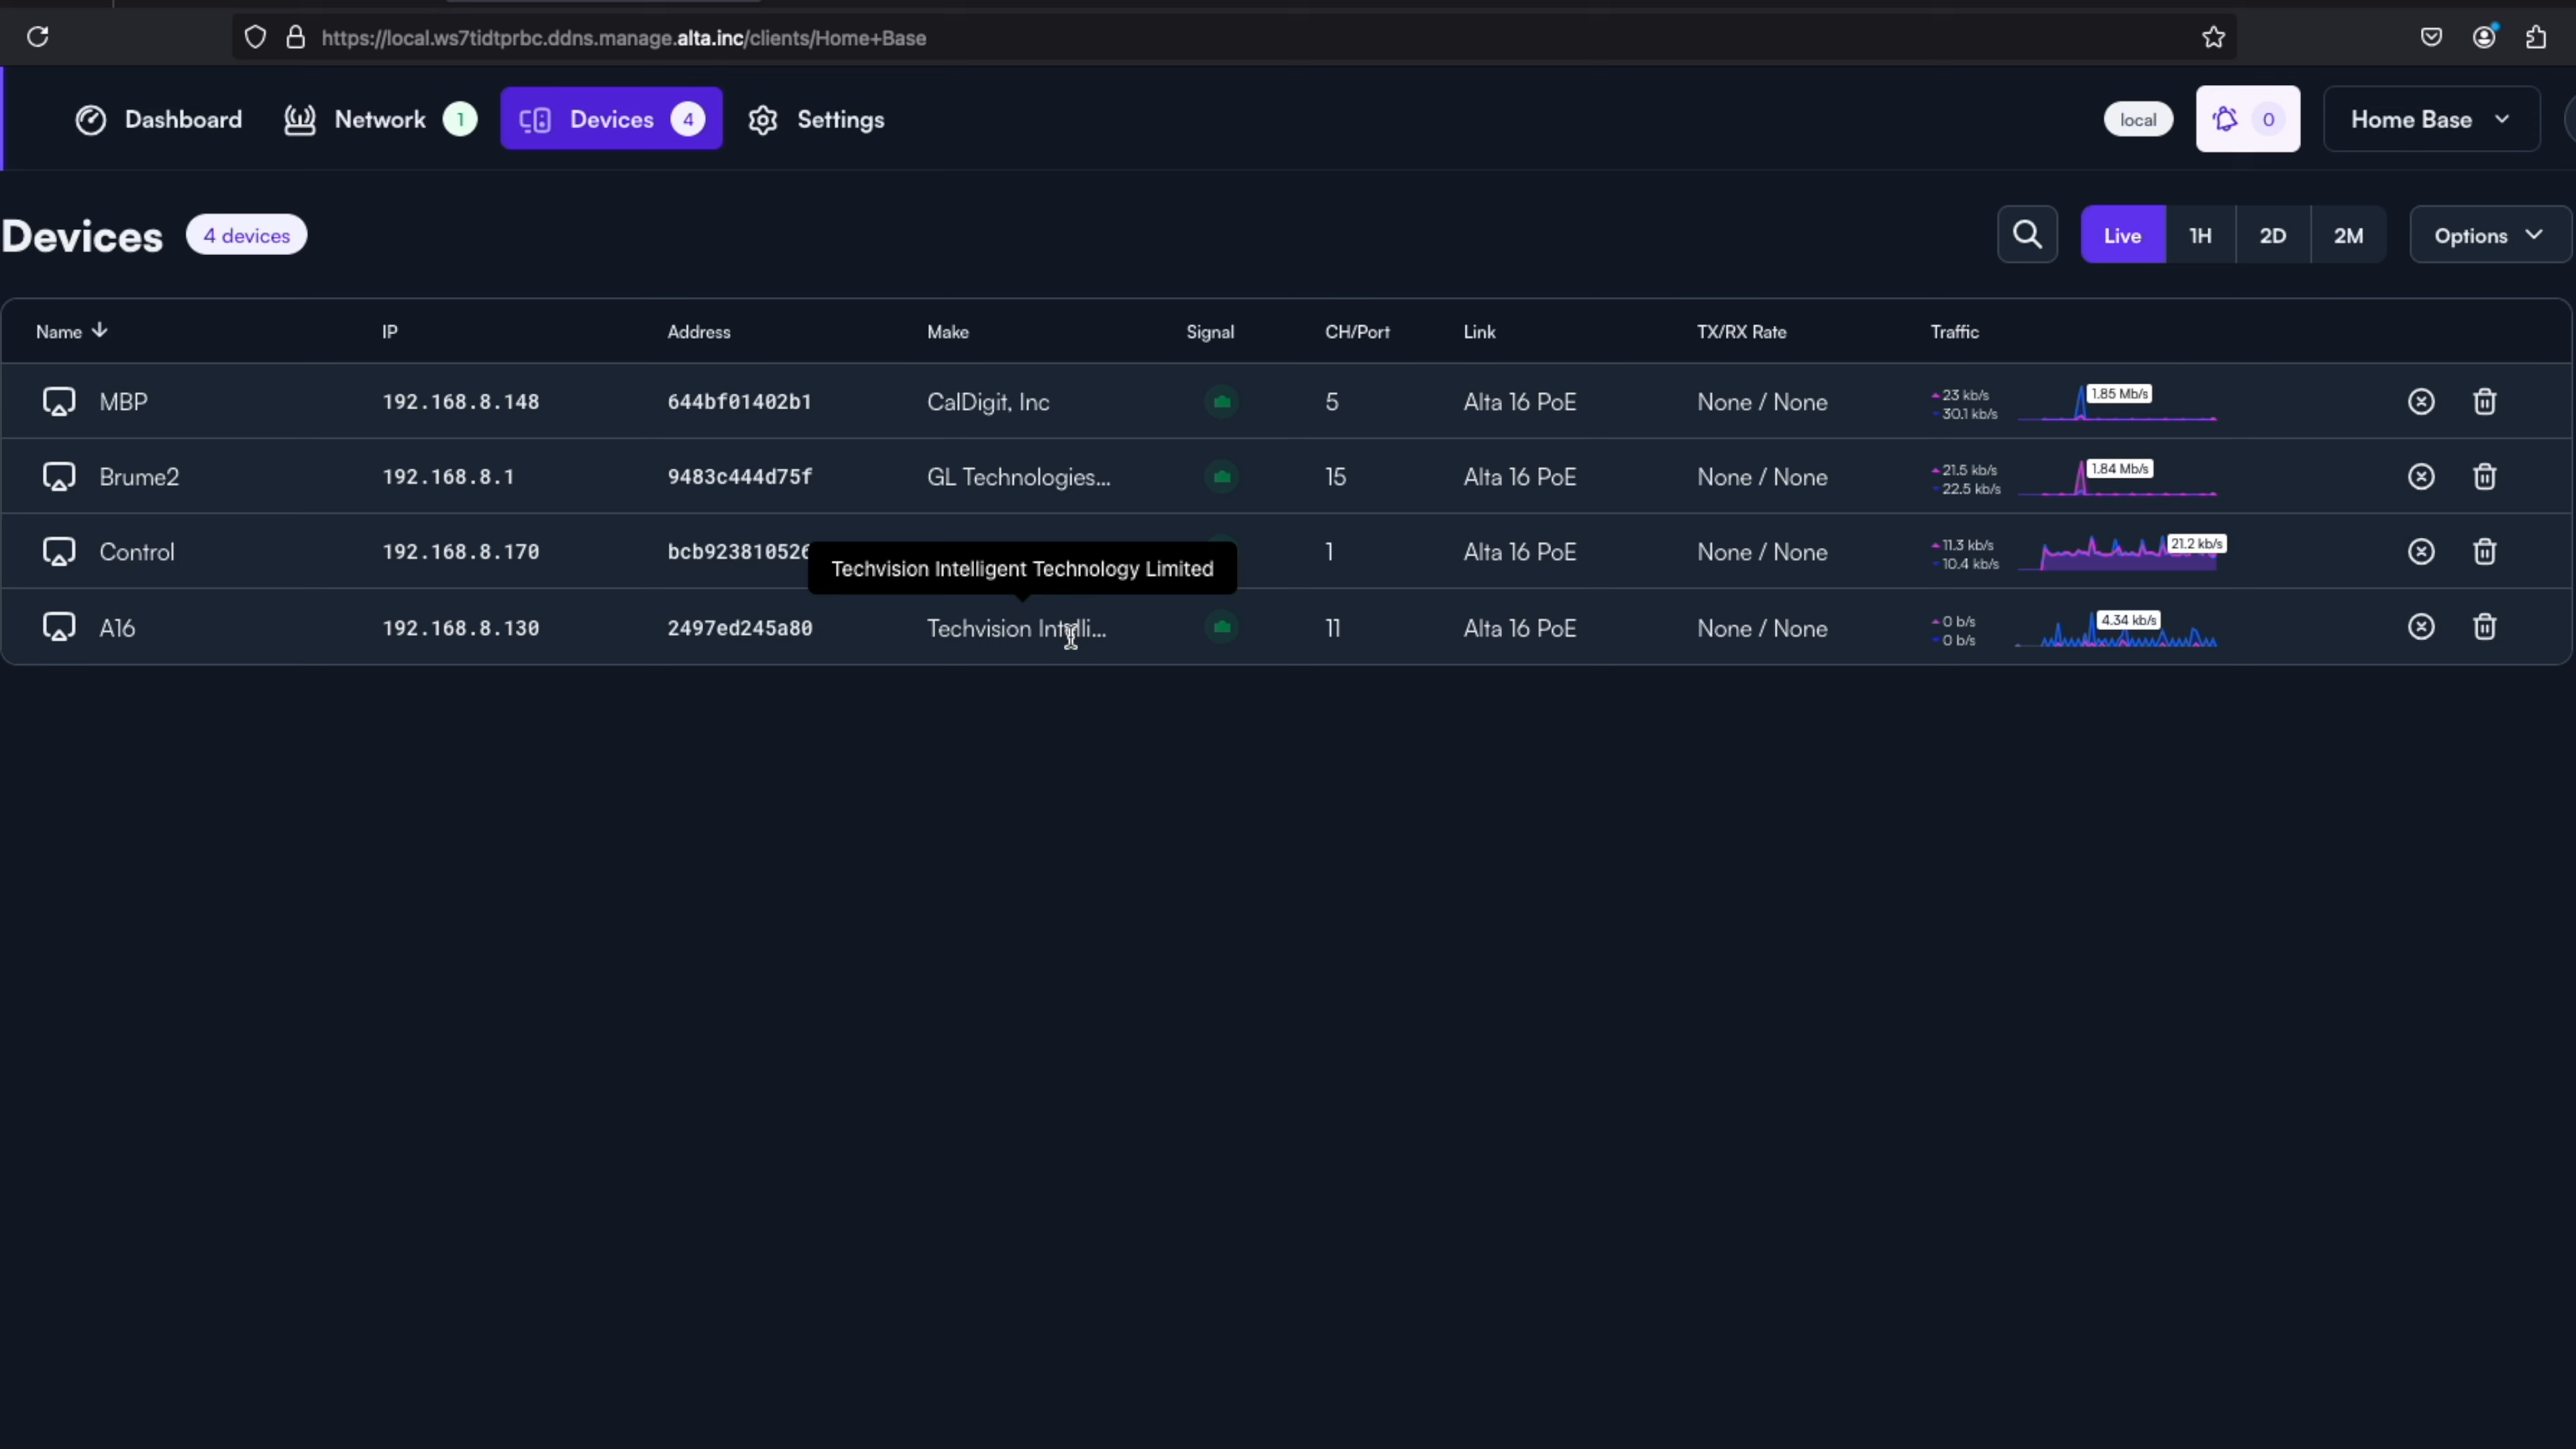 https://local.ws7tidtprbc.ddns.manage.alta.inc/clients/Home+Base
Dashboard Network 1 Devices 4 Settings local 0 Home Base
Devices 4 devices Live 1H 2D 2M Options
Name IP Address Make Signal CH/Port Link TX/RX Rate Traffic
MBP 192.168.8.148 644bf01402b1 CalDigit, Inc 5 Alta 16 PoE None / None 23 kb/s 30.1 kb/s 1.85 Mb/s
Brume2 192.168.8.1 9483c444d75f GL Technologies... 15 Alta 16 PoE None / None 21.5 kb/s 22.5 kb/s 1.84 Mb/s
Control 192.168.8.170 bcb923810526 1 Alta 16 PoE None / None 11.3 kb/s 10.4 kb/s 21.2 kb/s
Techvision Intelligent Technology Limited
A16 192.168.8.130 2497ed245a80 Techvision Intelli... 11 Alta 16 PoE None / None 0 b/s 0 b/s 4.34 kb/s